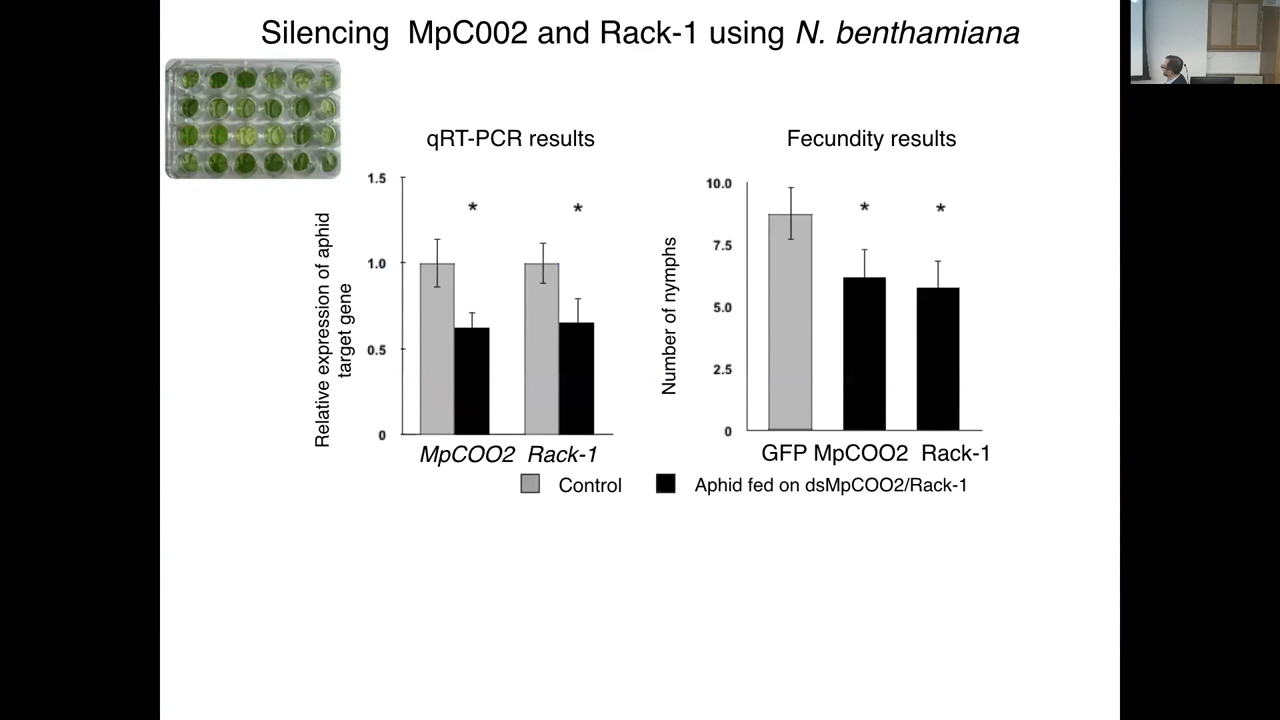 Silencing MpC002 and Rack-1 using N. benthamiana
qRT-PCR results
Relative expression of aphid
target gene
1.5
1.0
0.5
0
*
*
MpCOO2 Rack-1
Fecundity results
Number of nymphs
10.0
7.5
5.0
2.5
0
*
*
GFP MpCOO2 Rack-1
Control
Aphid fed on dsMpCOO2/Rack-1